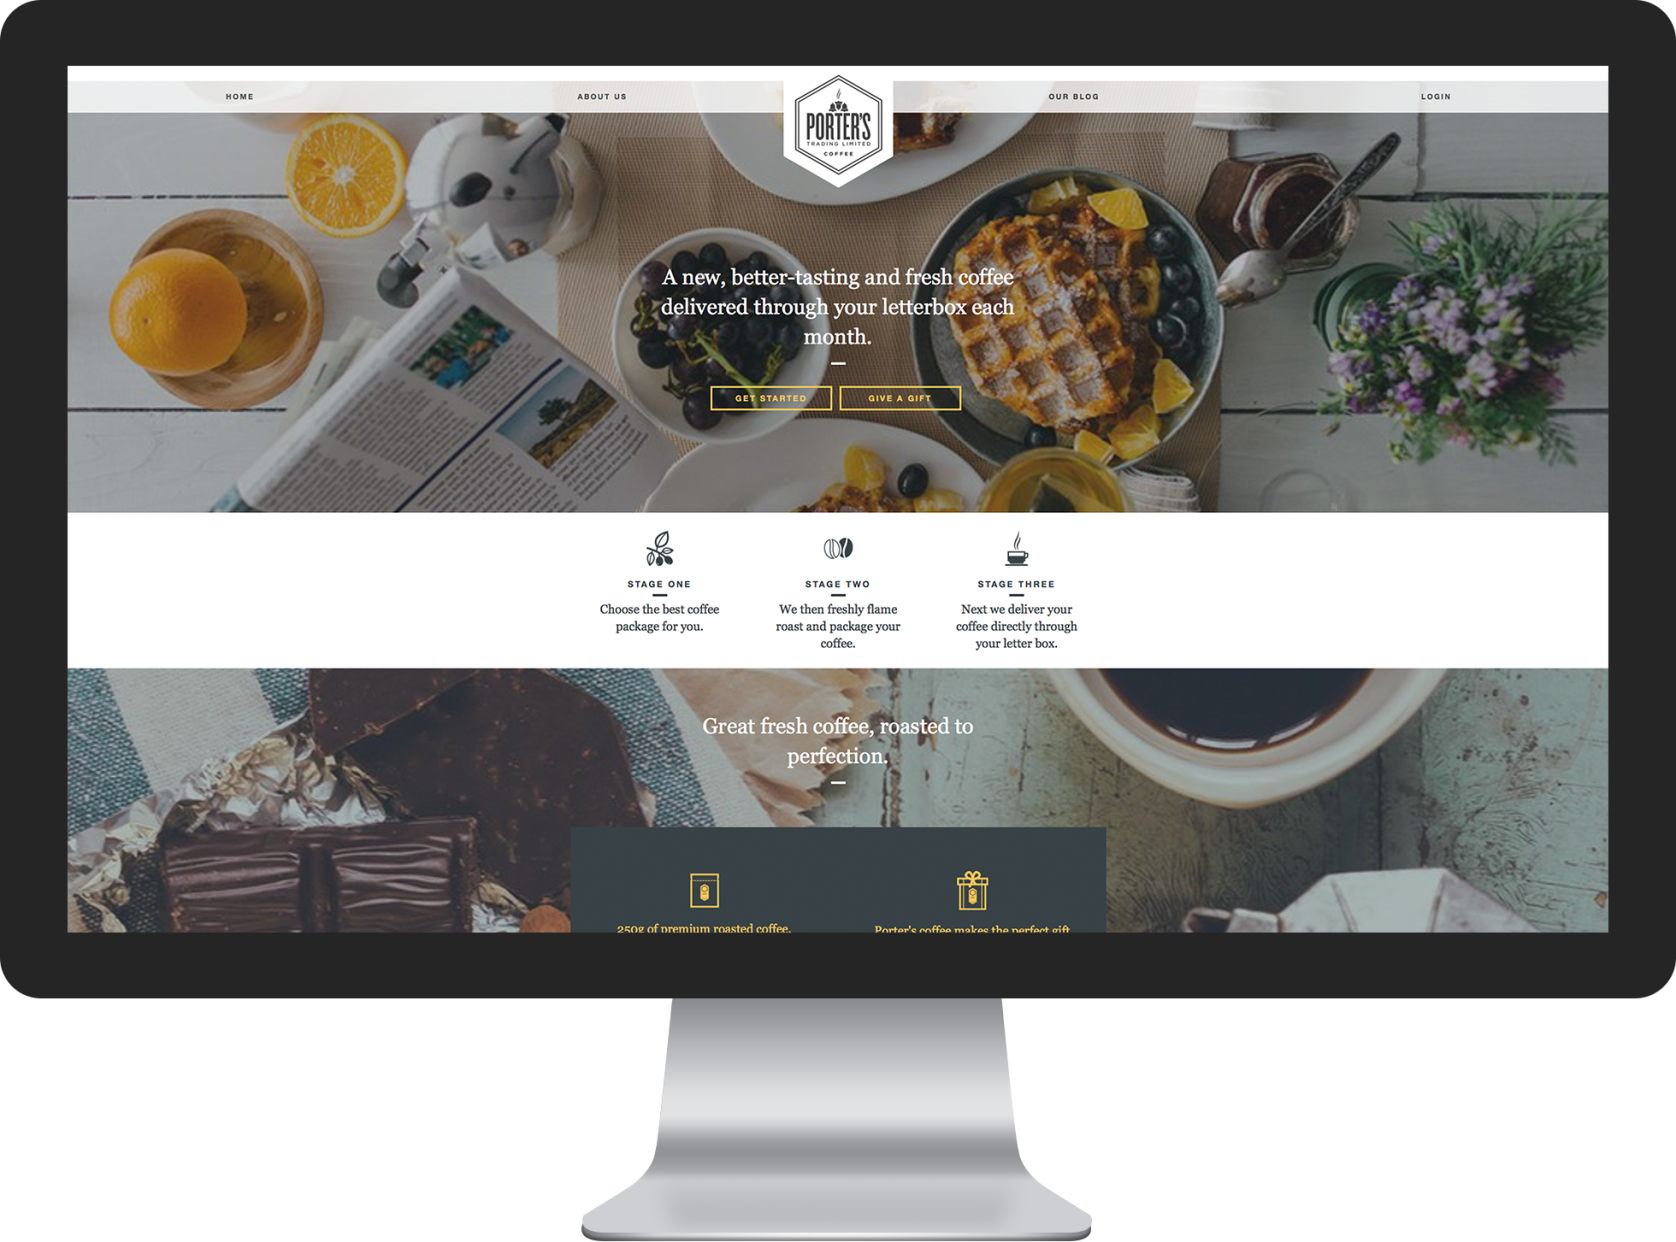 HOME
ABOUT US
PORTER'S
TRADING LIMITED
COFFEE
OUR BLOG
LOGIN
A new, better-tasting and fresh coffee
delivered through your letterbox each
month.
GET STARTED
GIVE A GIFT
STAGE ONE
Choose the best coffee
package for you.
STAGE TWO
We then freshly flame
roast and package your
coffee.
STAGE THREE
Next we deliver your
coffee directly through
your letter box.
Great fresh coffee, roasted to
perfection.
250g of premium roasted coffee,
Porter's coffee makes the perfect gift